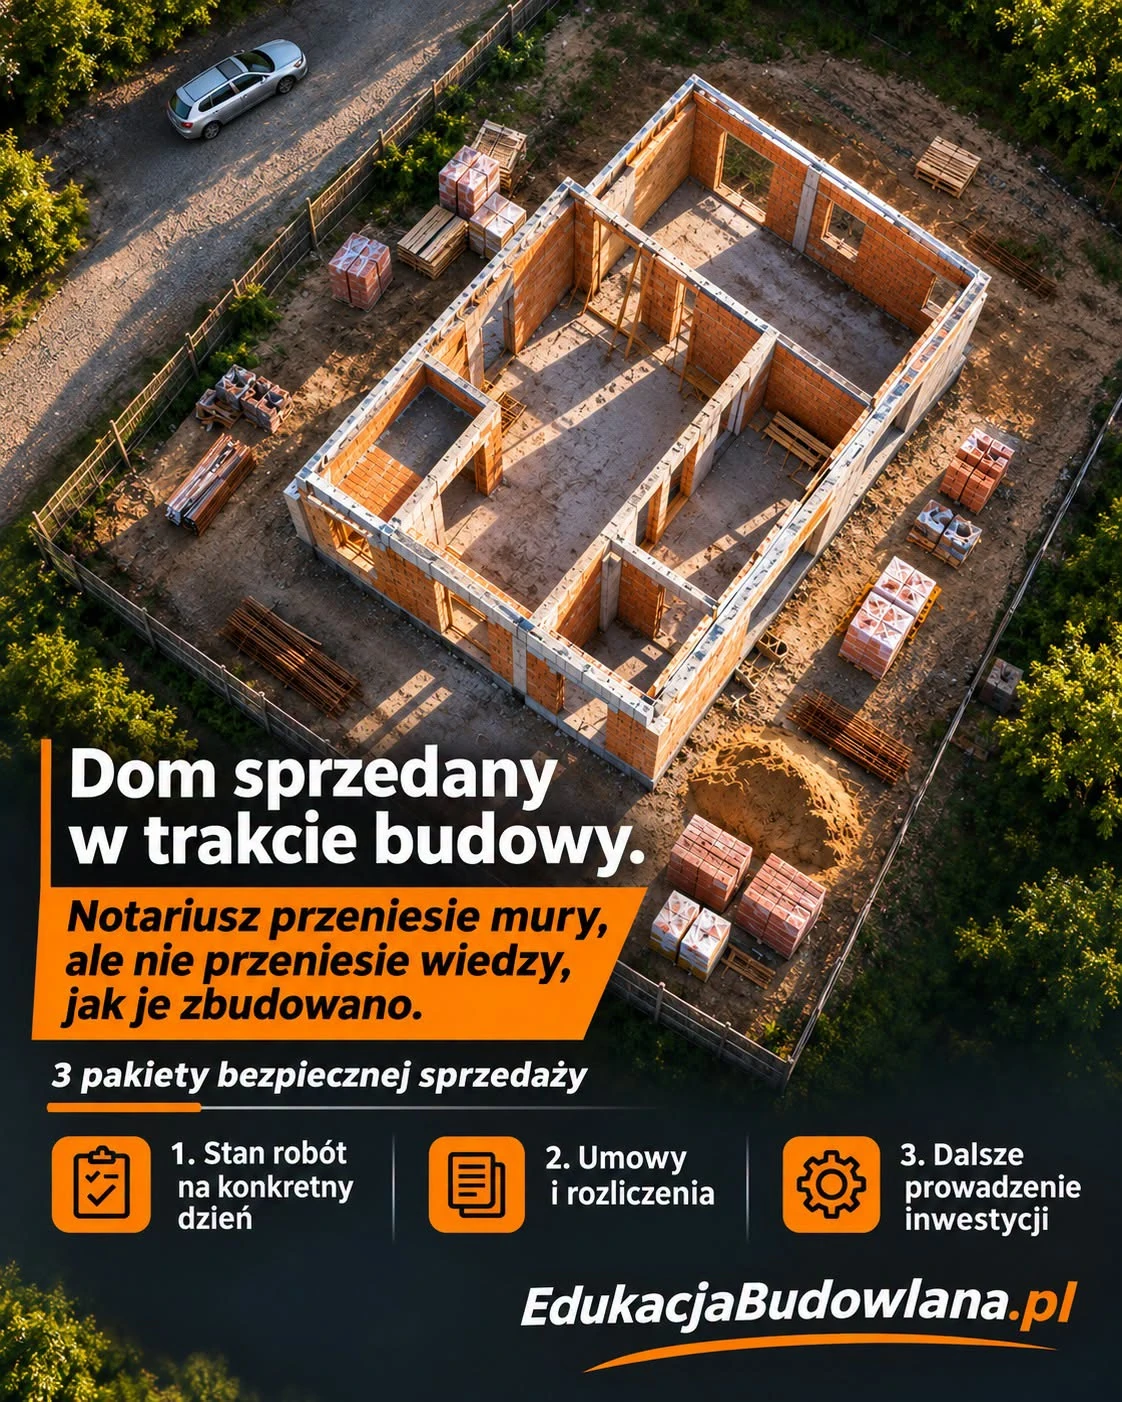 Dom sprzedany
w trakcie budowy.
Notariusz przeniesie mury,
ale nie przeniesie wiedzy,
jak je zbudowano.
3 pakiety bezpiecznej sprzedaży
1. Stan robót
na konkretny
dzień
2. Umowy
i rozliczenia
3. Dalsze
prowadzenie
inwestycji
EdukacjaBudowlana.pl